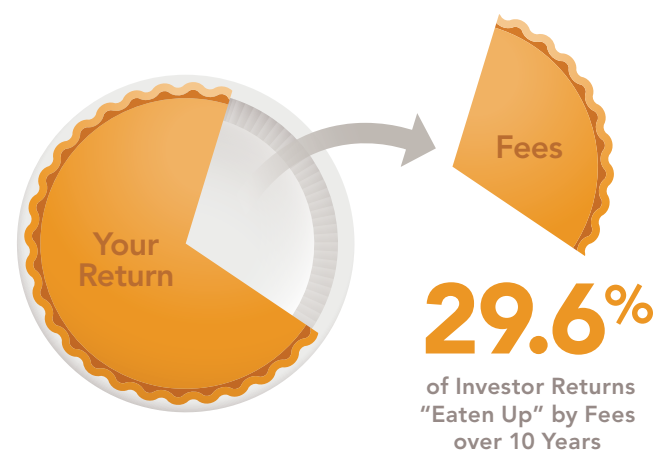 Your
Return
Fees
29.6%
of Investor Returns
“Eaten Up” by Fees
over 10 Years